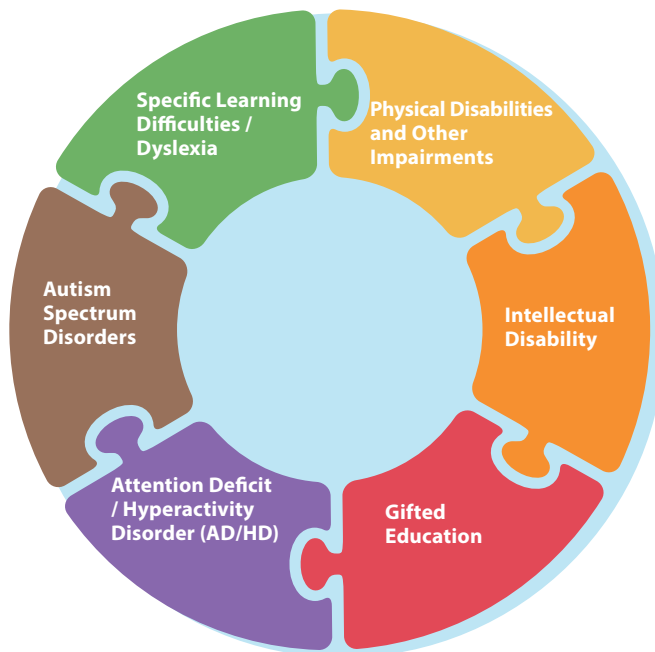 Specific Learning
Difficulties /
Dyslexia
Physical Disabilities
and Other
Impairments
Intellectual
Disability
Gifted
Education
Attention Deficit
/ Hyperactivity
Disorder (AD/HD)
Autism
Spectrum
Disorders